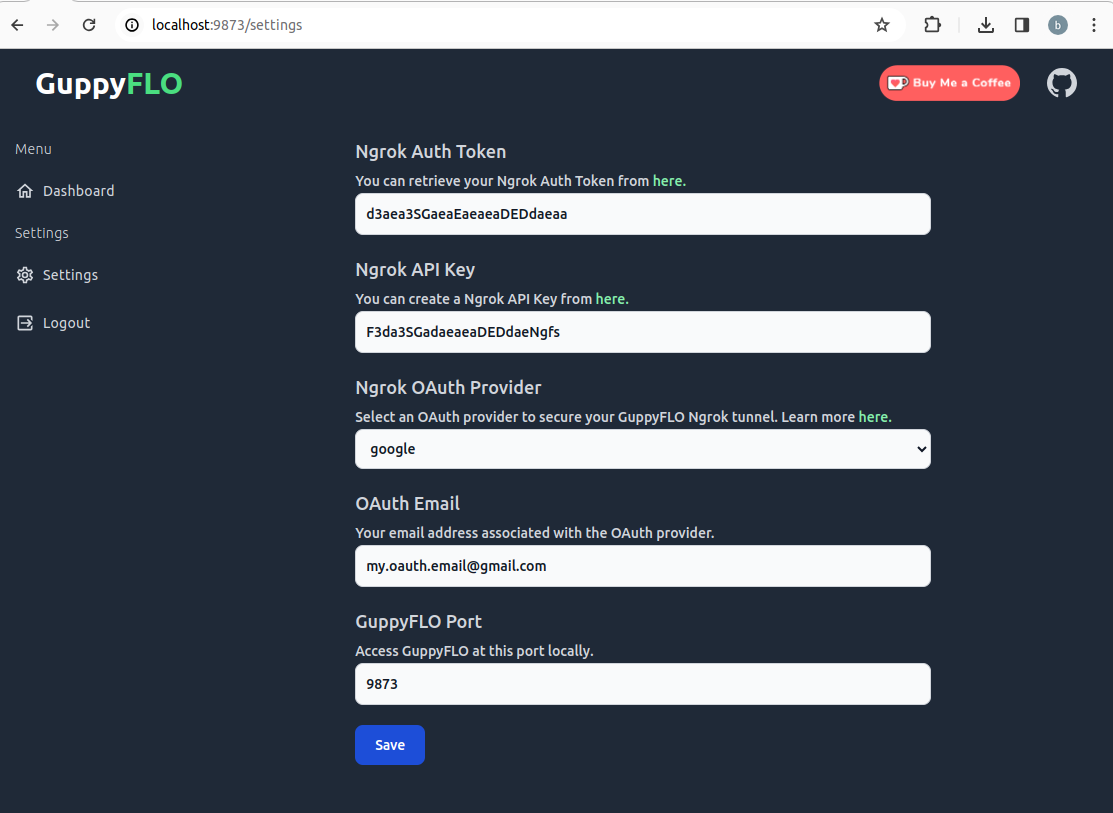 localhost:9873/settings
b
GuppyFLO
Buy Me a Coffee
Menu
Dashboard
Settings
Settings
Logout
Ngrok Auth Token
You can retrieve your Ngrok Auth Token from here.
d3aea3SGaeaEaeaeaDEDdaeaa
Ngrok API Key
You can create a Ngrok API Key from here.
F3da3SGadaeaeaDEDdaeNgfs
Ngrok OAuth Provider
Select an OAuth provider to secure your GuppyFLO Ngrok tunnel. Learn more here.
google
OAuth Email
Your email address associated with the OAuth provider.
my.oauth.email@gmail.com
GuppyFLO Port
Access GuppyFLO at this port locally.
9873
Save